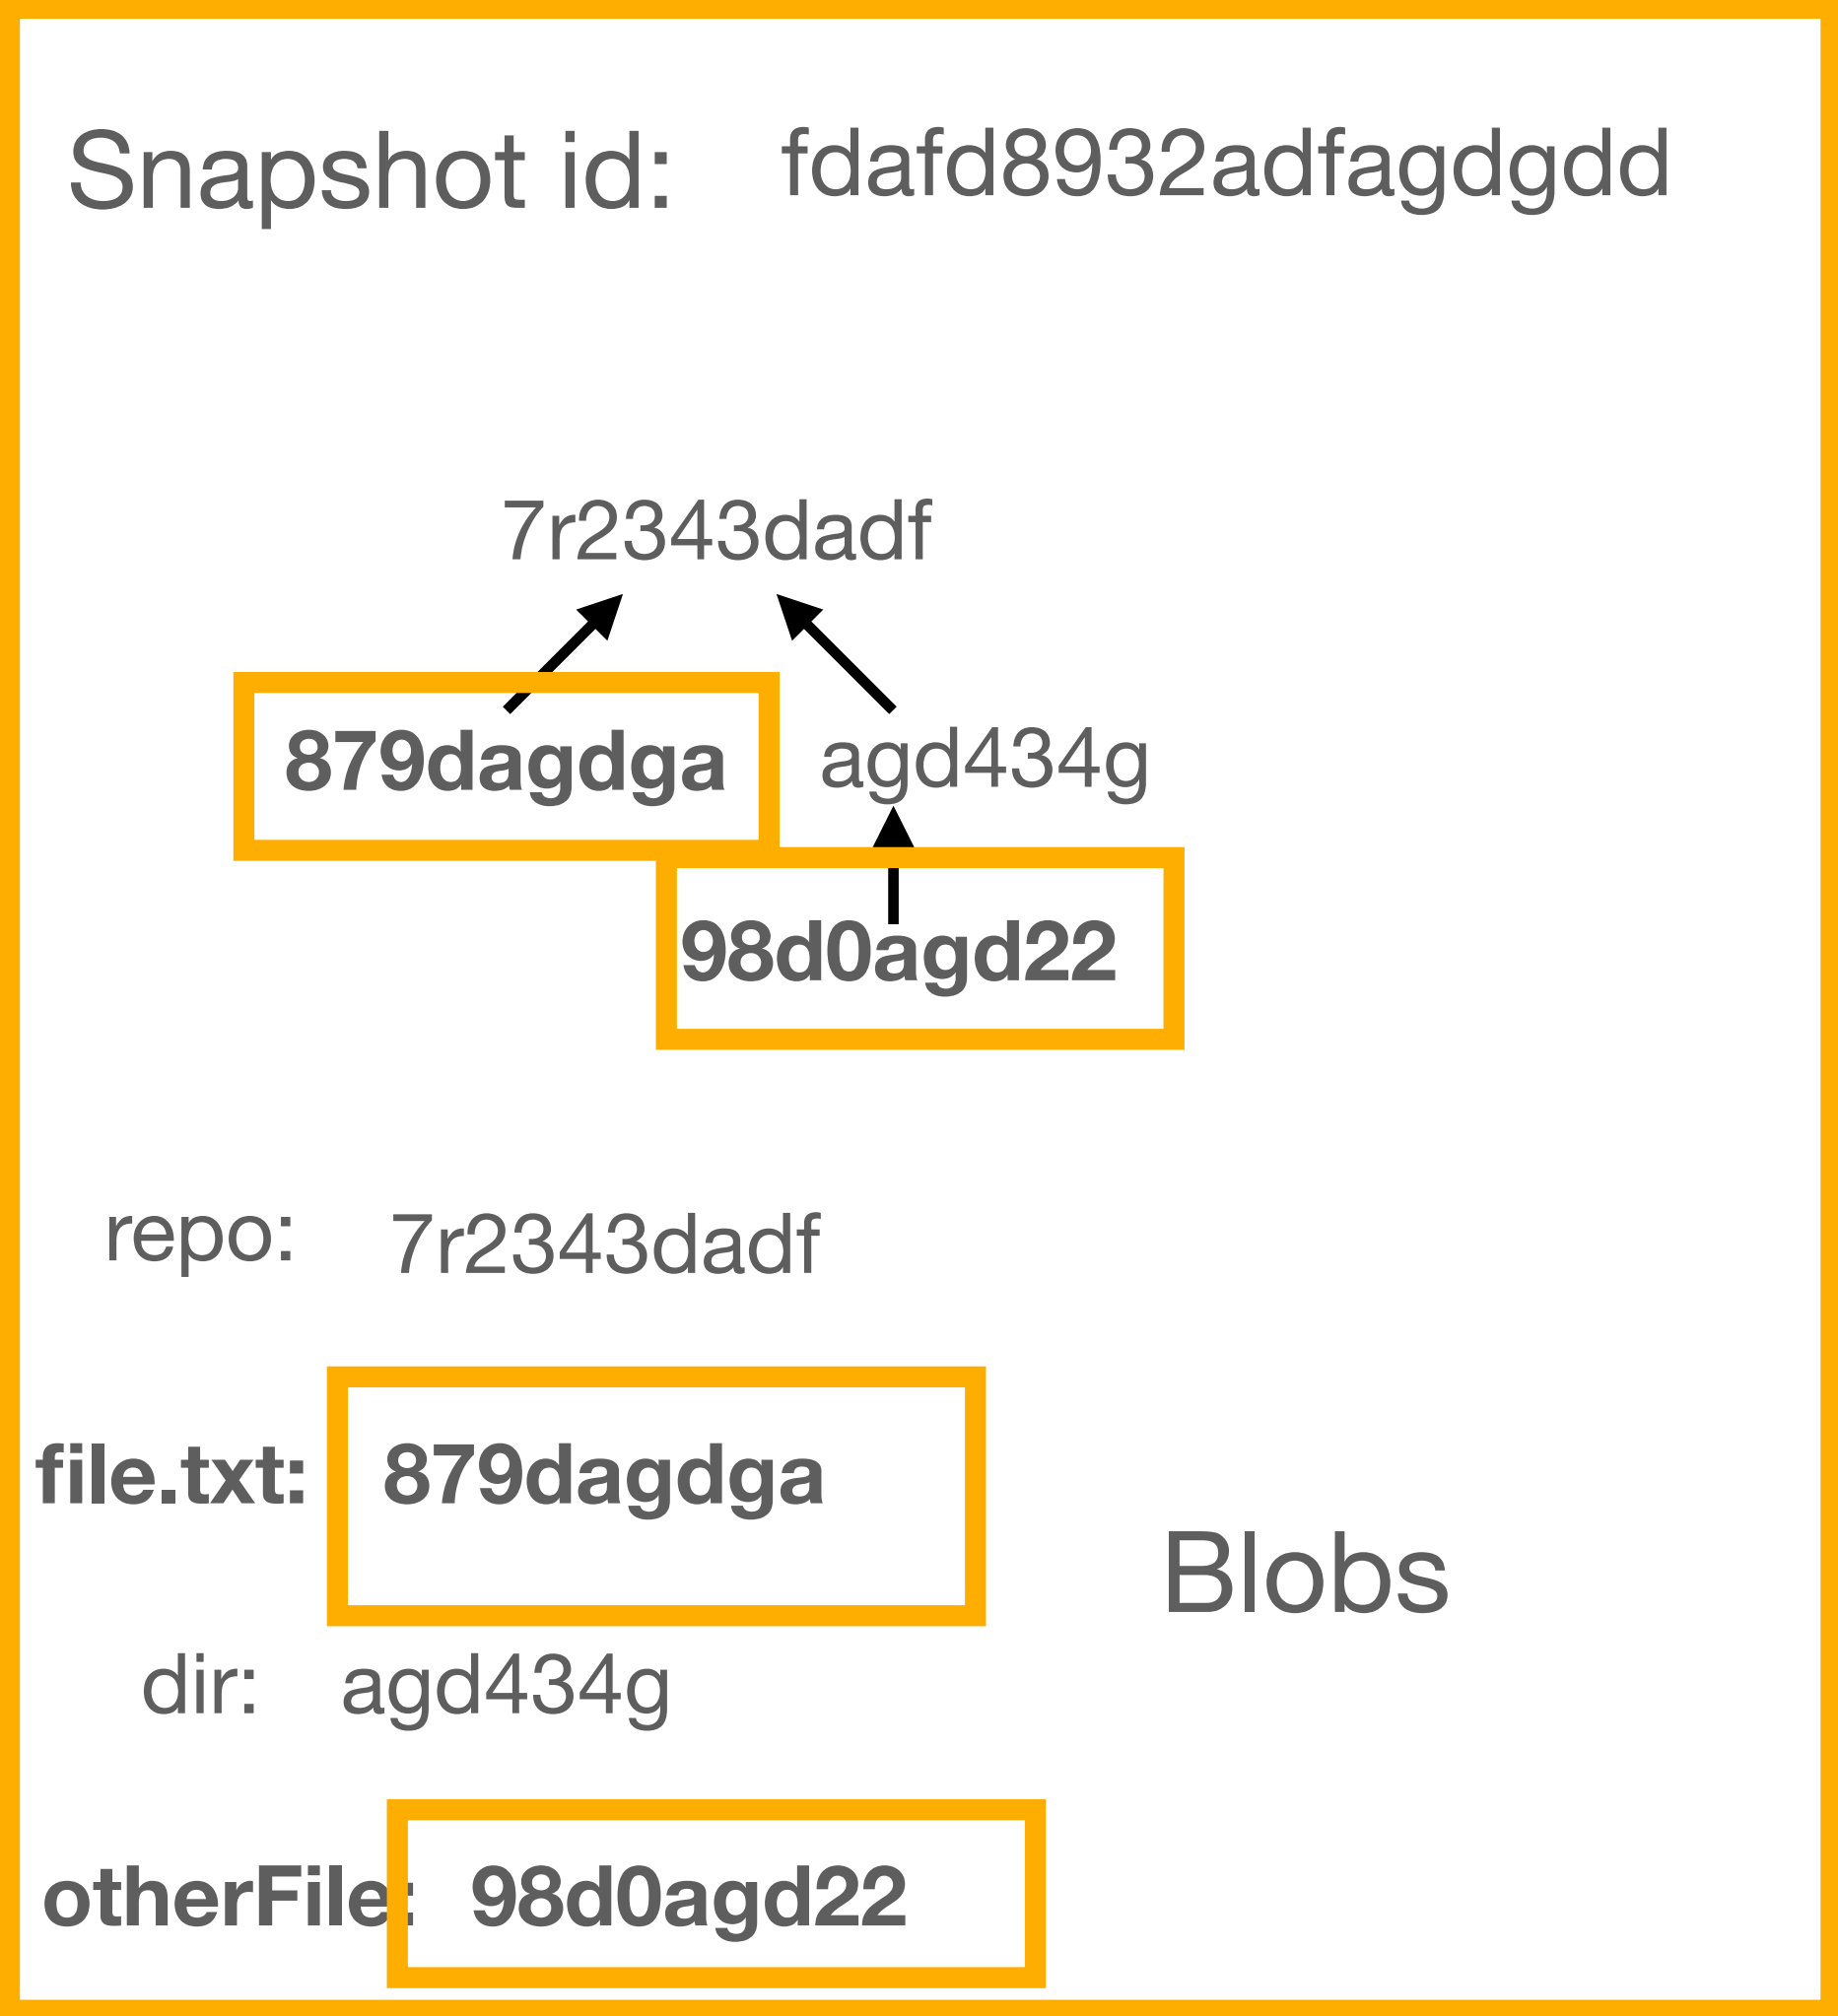 Snapshot id: fdafd8932adfagdgdd
7r2343dadf
879dagdga agd434g
98d0agd22
repo: 7r2343dadf
file.txt: 879dagdga
Blobs
dir: agd434g
otherFile: 98d0agd22